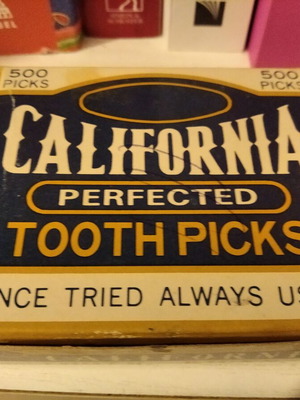 500 PICKS
500 PICKS
CALIFORNIA
PERFECTED
TOOTH PICKS
NCE TRIED ALWAYS US